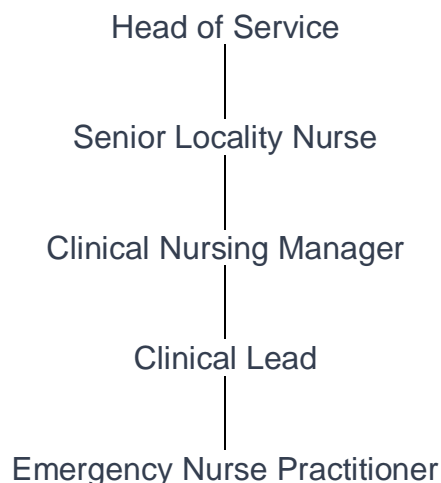 Head of Service
Senior Locality Nurse
Clinical Nursing Manager
Clinical Lead
Emergency Nurse Practitioner